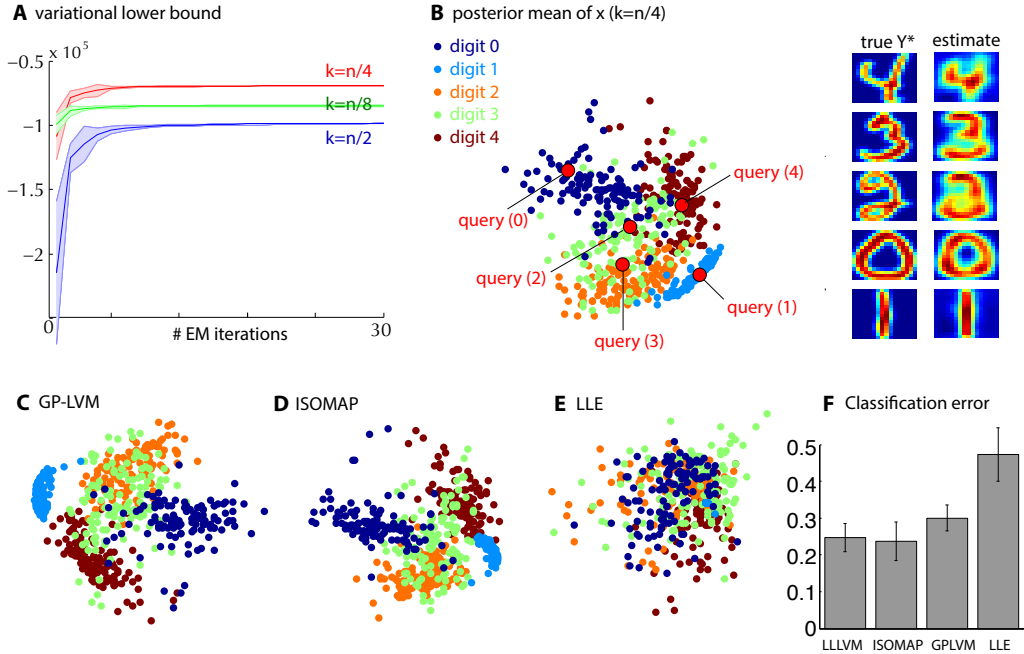 A variational lower bound
x 10^5
−0.5
−1
−1.5
−2
k=n/4
k=n/8
k=n/2
0
# EM iterations
30
B posterior mean of x (k=n/4)
digit 0
digit 1
digit 2
digit 3
digit 4
query (0)
query (2)
query (3)
query (4)
query (1)
true Y*
estimate
C GP-LVM
D ISOMAP
E LLE
F Classification error
0.5
0.4
0.3
0.2
0.1
0
LLLVM
ISOMAP
GPLVM
LLE